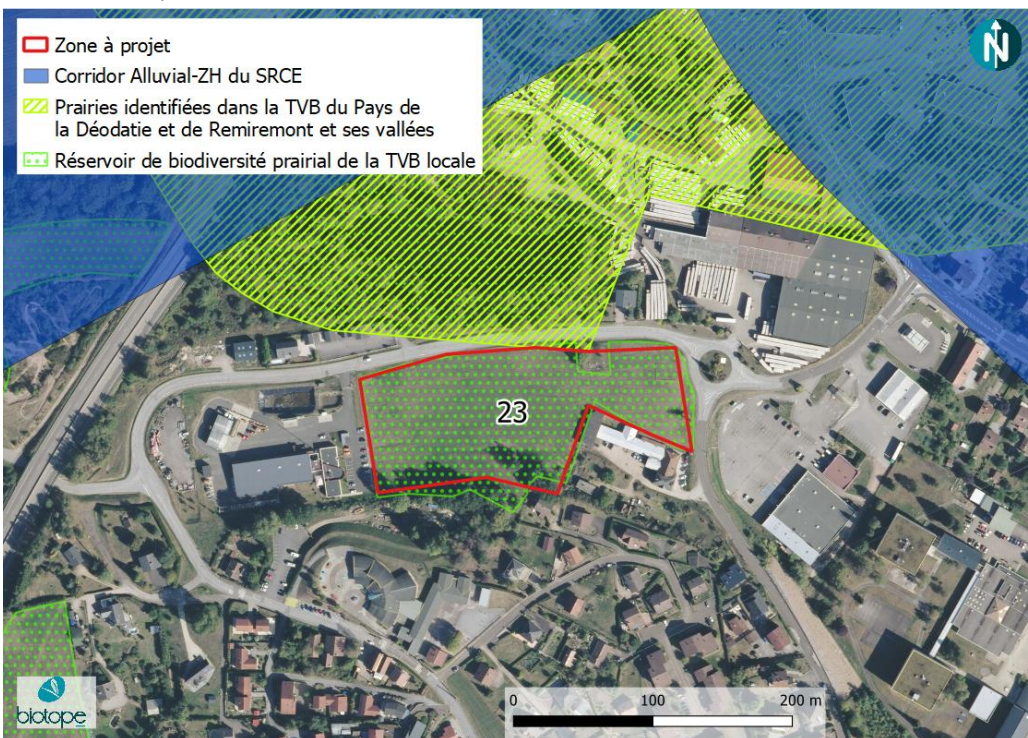 Zone à projet
Corridor Alluvial-ZH du SRCE
Prairies identifiées dans la TVB du Pays de
la Déodatie et de Remiremont et ses vallées
Réservoir de biodiversité prairial de la TVB locale
N
23
biotope
0 100 200 m